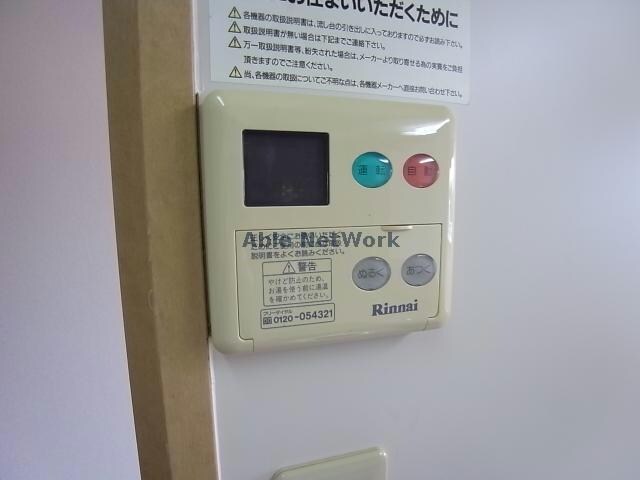 お住まいいただくために
⚠各機器の取扱説明書は、流し台の引き出しに入っておりますので必ずお読み下さい。
⚠取扱説明書が無い場合は下記までご連絡下さい。
⚠万一取扱説明書等、紛失された場合は、メーカーより取り寄せる為の実費をご負担
頂きますのでご注意ください。
⚠尚、各機器の取扱についてご不明な点は、各機器メーカーへ直接お問い合わせ下さい。
運転
自動
Able NetWork
説明書をよくお読みください。
⚠警告
やけど防止のため、
お湯を使う前に湯温
を確かめてください。
ぬるく
あつく
フリーダイヤル
0120-054321
Rinnai